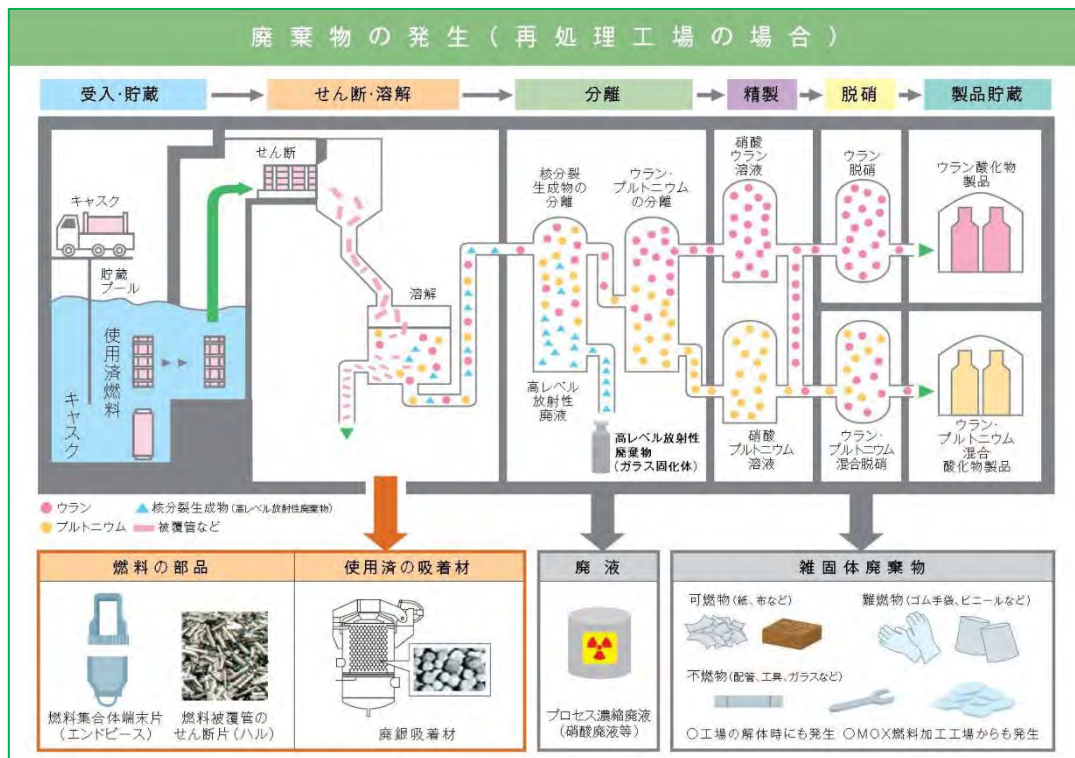 廃棄物の発生(再処理工場の場合)
受入・貯蔵
せん断・溶解
分離
精製
脱硝
製品貯蔵
キャスク
貯蔵
プール
使用済燃料
キャスク
せん断
溶解
核分裂
生成物の
分離
ウラン・
プルトニウム
の分離
高レベル
放射性
廃液
高レベル放射性
廃棄物
(ガラス固化体)
硝酸
ウラン
溶液
硝酸
プルトニウム
溶液
ウラン
脱硝
ウラン・
プルトニウム
混合脱硝
ウラン酸化物
製品
ウラン・
プルトニウム
混合
酸化物製品
ウラン
核分裂生成物(高レベル放射性廃棄物)
プルトニウム
被覆管など
燃料の部品
燃料集合体端末片
(エンドピース)
燃料被覆管の
せん断片(ハル)
使用済の吸着材
廃銀吸着材
廃液
プロセス濃縮廃液
(硝酸廃液等)
雑固体廃棄物
可燃物(紙、布など)
難燃物(ゴム手袋、ビニールなど)
不燃物(配管、工具、ガラスなど)
○工場の解体時にも発生 ○MOX燃料加工工場からも発生